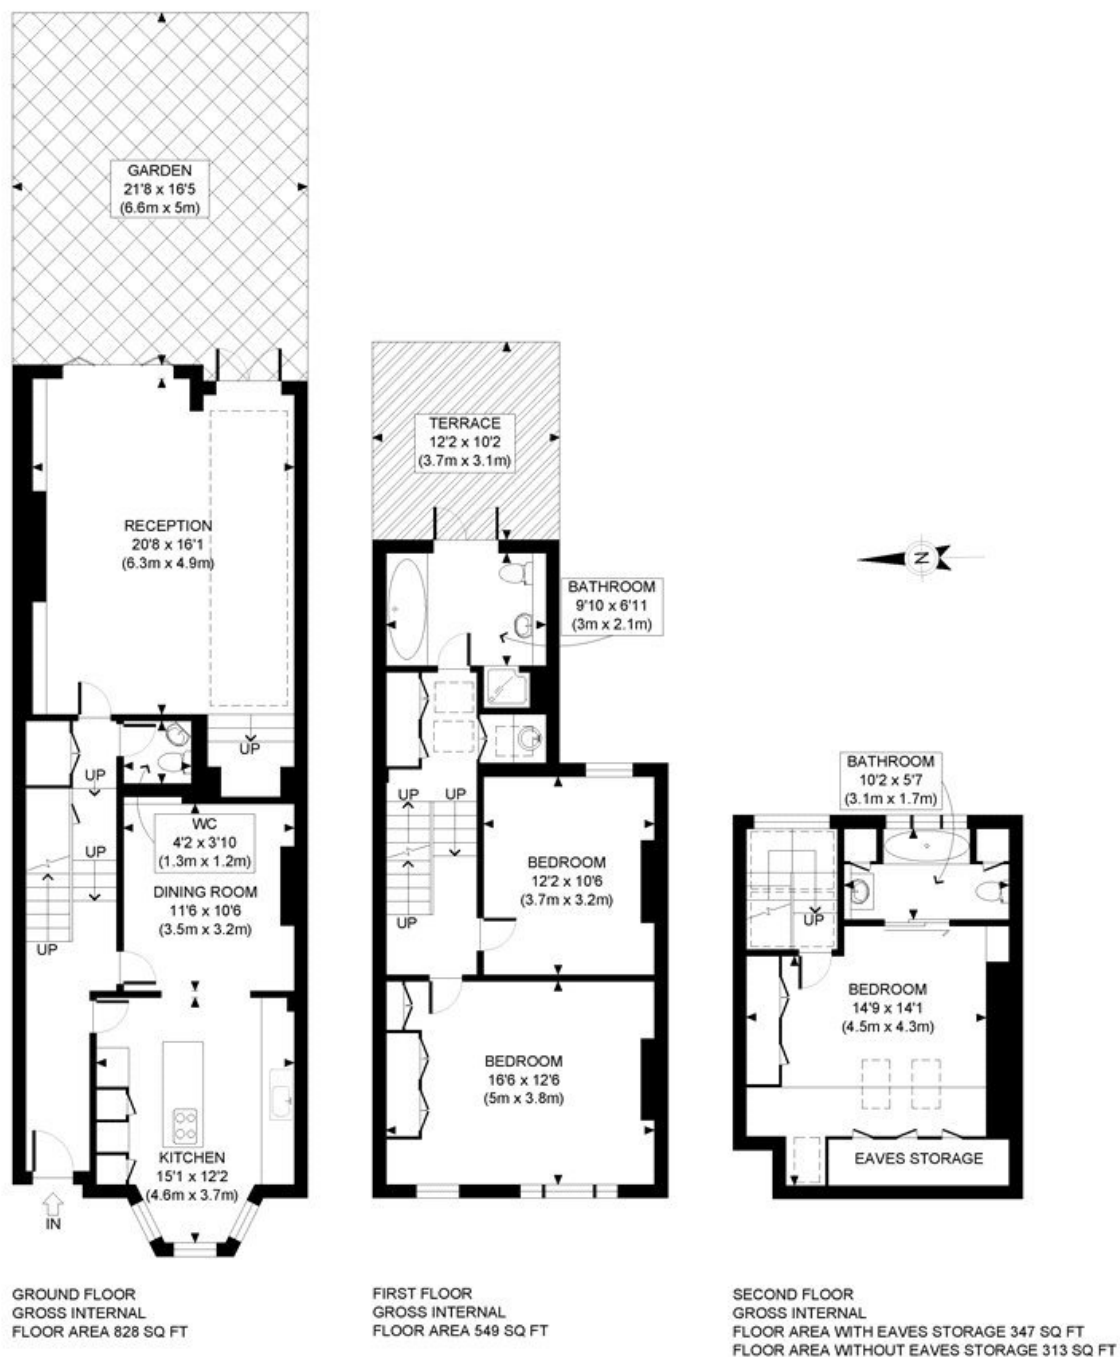 GARDEN
21'8 x 16'5
(6.6m x 5m)
RECEPTION
20'8 x 16'1
(6.3m x 4.9m)
UP
UP
UP
UP
WC
4'2 x 3'10
(1.3m x 1.2m)
DINING ROOM
11'6 x 10'6
(3.5m x 3.2m)
KITCHEN
15'1 x 12'2
(4.6m x 3.7m)
IN
GROUND FLOOR
GROSS INTERNAL
FLOOR AREA 828 SQ FT
TERRACE
12'2 x 10'2
(3.7m x 3.1m)
BATHROOM
9'10 x 6'11
(3m x 2.1m)
UP
UP
UP
BEDROOM
12'2 x 10'6
(3.7m x 3.2m)
BEDROOM
16'6 x 12'6
(5m x 3.8m)
FIRST FLOOR
GROSS INTERNAL
FLOOR AREA 549 SQ FT
N
BATHROOM
10'2 x 5'7
(3.1m x 1.7m)
UP
BEDROOM
14'9 x 14'1
(4.5m x 4.3m)
EAVES STORAGE
SECOND FLOOR
GROSS INTERNAL
FLOOR AREA WITH EAVES STORAGE 347 SQ FT
FLOOR AREA WITHOUT EAVES STORAGE 313 SQ FT